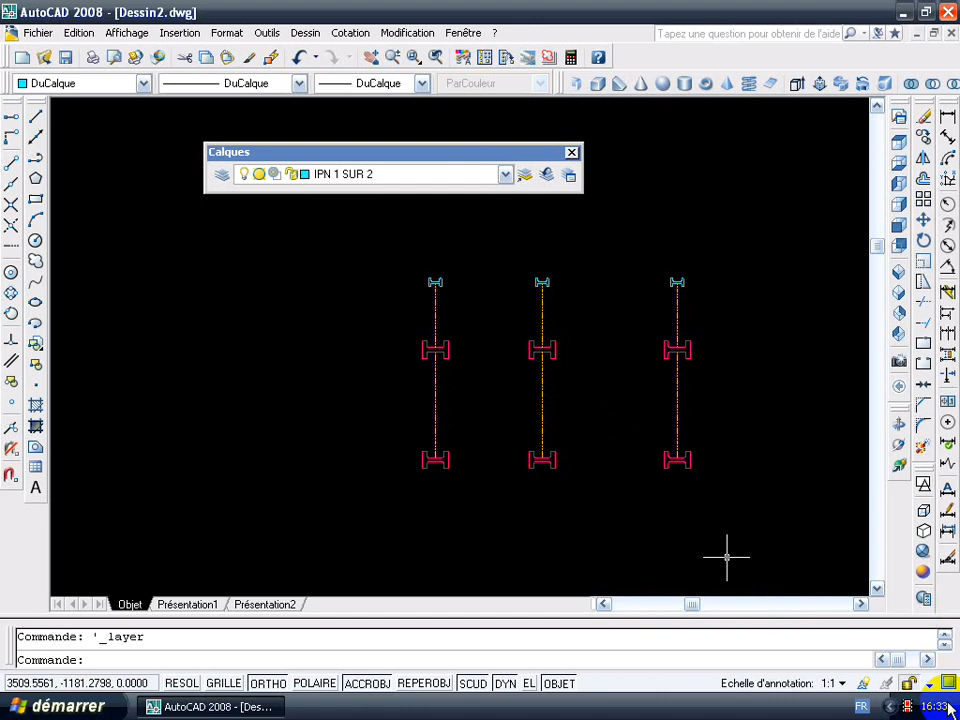 AutoCAD 2008 - [Dessin2.dwg]
Fichier Edition Affichage Insertion Format Outils Dessin Cotation Modification Fenêtre ?
Tapez une question pour obtenir de l'aide
DuCalque DuCalque DuCalque ParCouleur
Calques
IPN 1 SUR 2
A
Objet Présentation1 Présentation2
Commande: '_layer
Commande:
3509.5561, -1181.2798, 0.0000 RESOL GRILLE ORTHO POLAIRE ACCROBJ REPEROBJ SCUD DYN EL OBJET Echelle d'annotation: 1:1
démarrer AutoCAD 2008 - [Des... FR 16:33